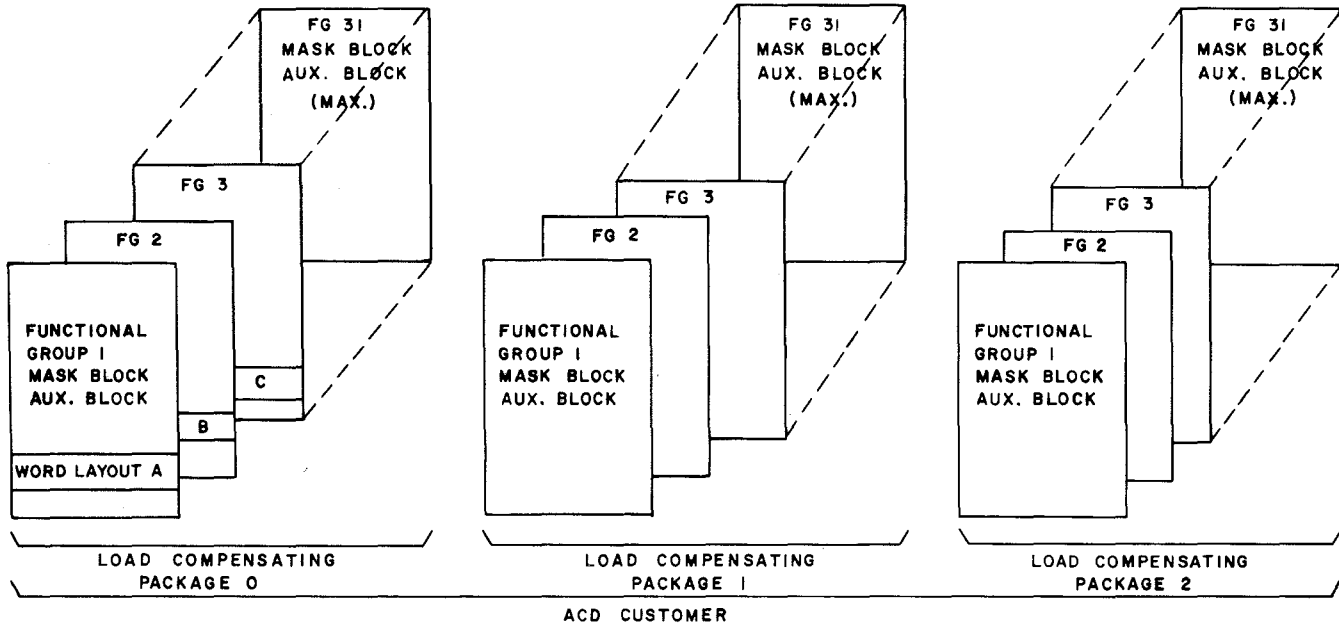 FG 31
MASK BLOCK
AUX. BLOCK
(MAX.)
FG 3
FG 2
FUNCTIONAL
GROUP 1
MASK BLOCK
AUX. BLOCK
C
B
WORD LAYOUT A
LOAD COMPENSATING
PACKAGE 0
FG 31
MASK BLOCK
AUX. BLOCK
(MAX.)
FG 3
FG 2
FUNCTIONAL
GROUP 1
MASK BLOCK
AUX. BLOCK
LOAD COMPENSATING
PACKAGE 1
FG 31
MASK BLOCK
AUX. BLOCK
(MAX.)
FG 3
FG 2
FUNCTIONAL
GROUP 1
MASK BLOCK
AUX. BLOCK
LOAD COMPENSATING
PACKAGE 2
ACD CUSTOMER